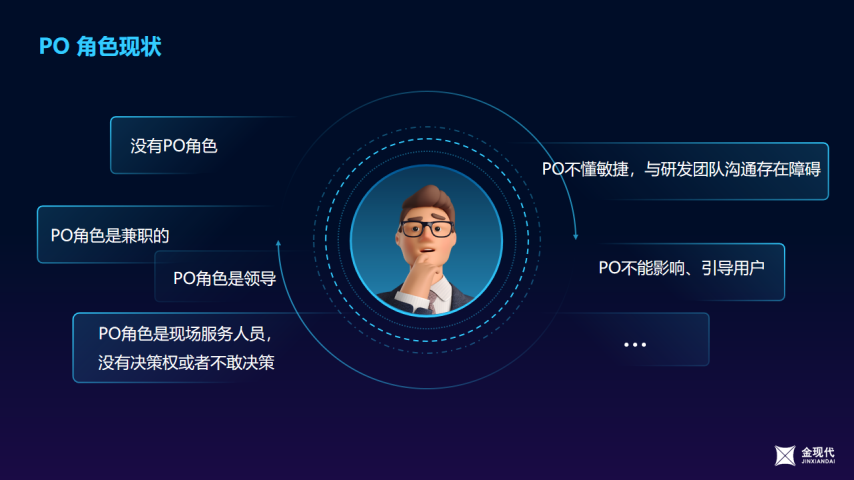 PO 角色现状
没有PO角色
PO角色是兼职的
PO角色是领导
PO角色是现场服务人员，
没有决策权或者不敢决策
PO不懂敏捷，与研发团队沟通存在障碍
PO不能影响、引导用户
...
金现代
JINXIANDAI